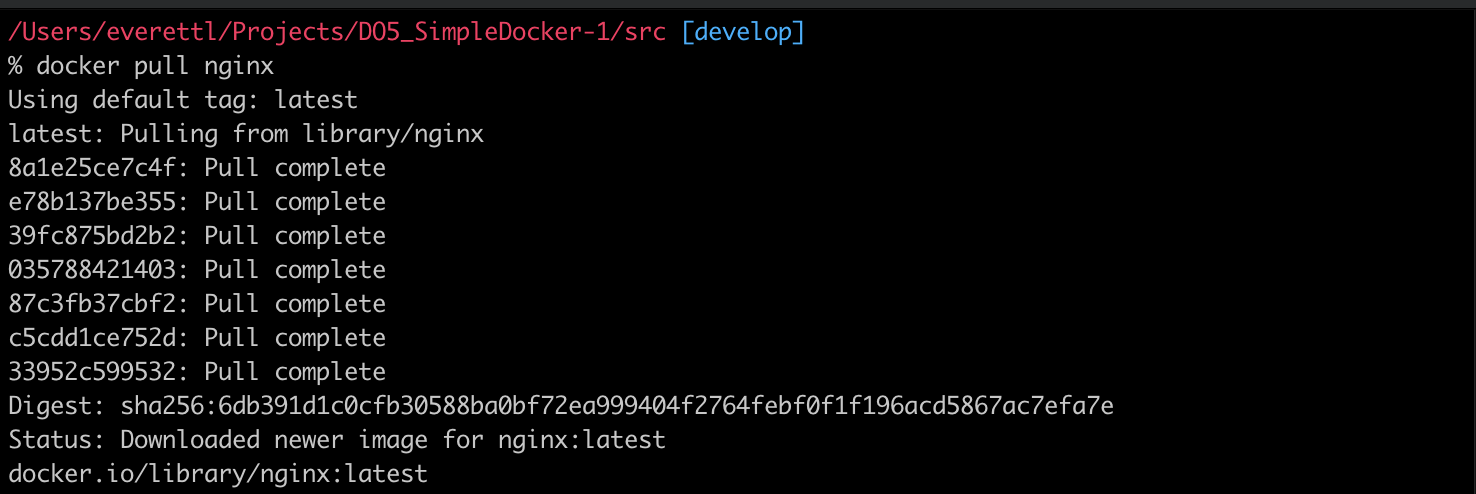 /Users/everettl/Projects/DO5_SimpleDocker-1/src [develop]
% docker pull nginx
Using default tag: latest
latest: Pulling from library/nginx
8a1e25ce7c4f: Pull complete
e78b137be355: Pull complete
39fc875bd2b2: Pull complete
035788421403: Pull complete
87c3fb37cbf2: Pull complete
c5cdd1ce752d: Pull complete
33952c599532: Pull complete
Digest: sha256:6db391d1c0cfb30588ba0bf72ea999404f2764febf0f1f196acd5867ac7efa7e
Status: Downloaded newer image for nginx:latest
docker.io/library/nginx:latest